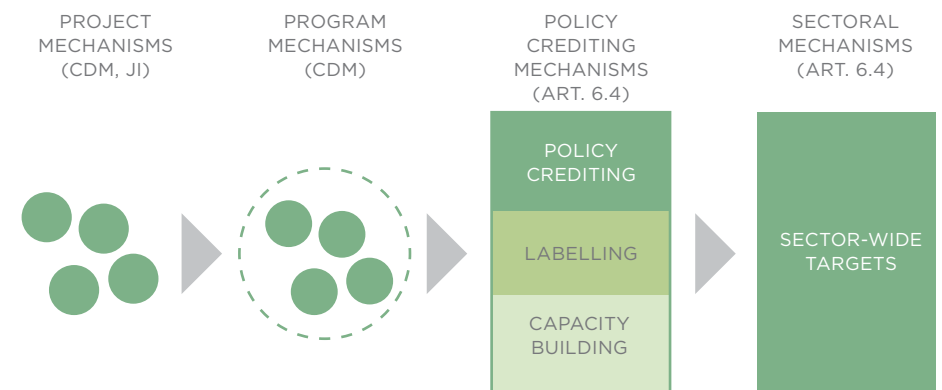 PROJECT
MECHANISMS
(CDM, JI)
PROGRAM
MECHANISMS
(CDM)
POLICY
CREDITING
MECHANISMS
(ART. 6.4)
SECTORAL
MECHANISMS
(ART. 6.4)
POLICY
CREDITING
LABELLING
CAPACITY
BUILDING
SECTOR-WIDE
TARGETS